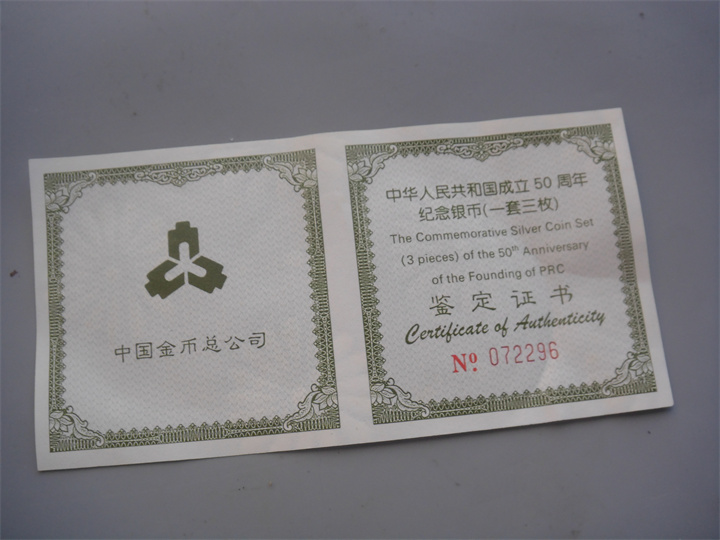 中国金币总公司
中华人民共和国成立 50 周年
纪念银币(一套三枚)
The Commemorative Silver Coin Set
(3 pieces) of the 50th Anniversary
of the Founding of PRC
鉴定证书
Certificate of Authenticity
Nº 072296